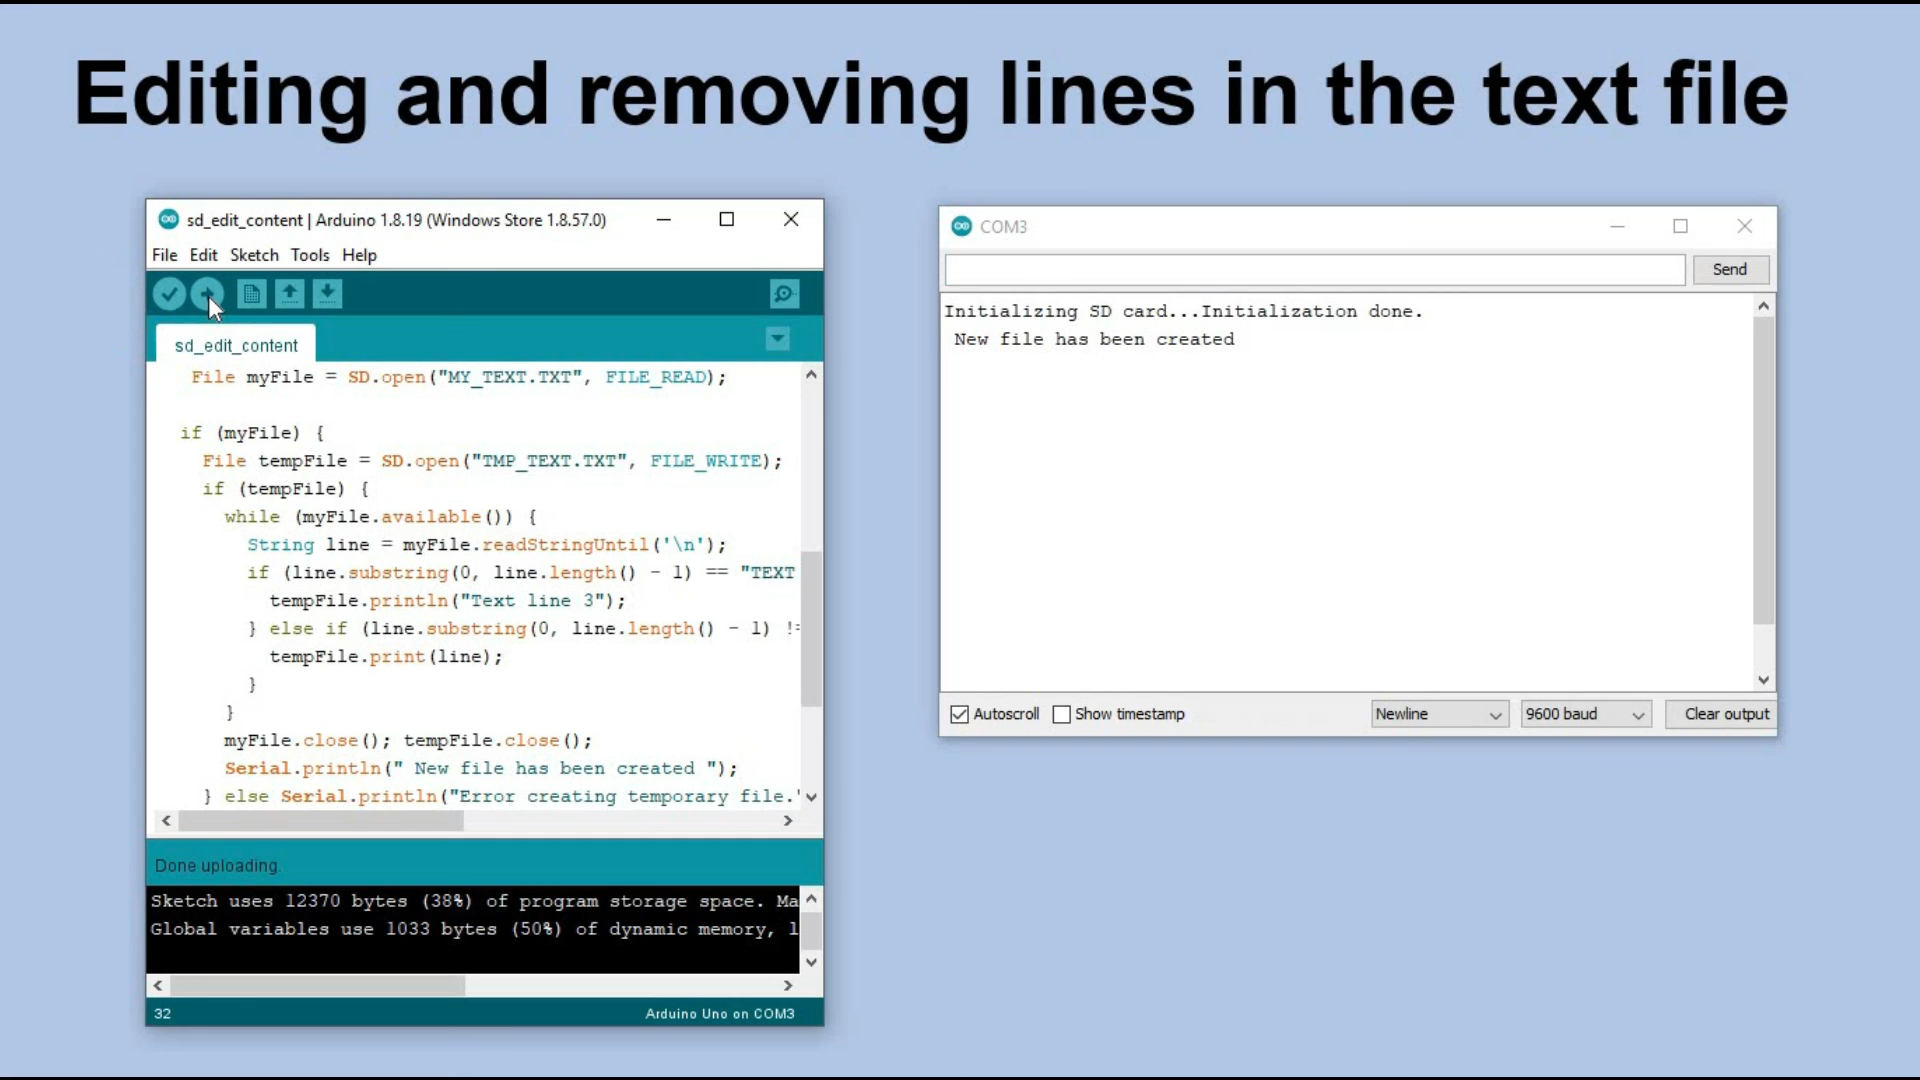 Editing and removing lines in the text file
sd_edit_content | Arduino 1.8.19 (Windows Store 1.8.57.0)
File Edit Sketch Tools Help
sd_edit_content
File myFile = SD.open("MY_TEXT.TXT", FILE_READ);
if (myFile) {
File tempFile = SD.open("TMP_TEXT.TXT", FILE_WRITE);
if (tempFile) {
while (myFile.available()) {
String line = myFile.readStringUntil('\n');
if (line.substring(0, line.length() - 1) == "TEXT
tempFile.println("Text line 3");
} else if (line.substring(0, line.length() - 1) !=
tempFile.print(line);
}
}
myFile.close(); tempFile.close();
Serial.println(" New file has been created ");
} else Serial.println("Error creating temporary file.
Done uploading.
Sketch uses 12370 bytes (38%) of program storage space. Ma
Global variables use 1033 bytes (50%) of dynamic memory, l
32
Arduino Uno on COM3
COM3
Send
Initializing SD card...Initialization done.
New file has been created
Autoscroll Show timestamp Newline 9600 baud Clear output